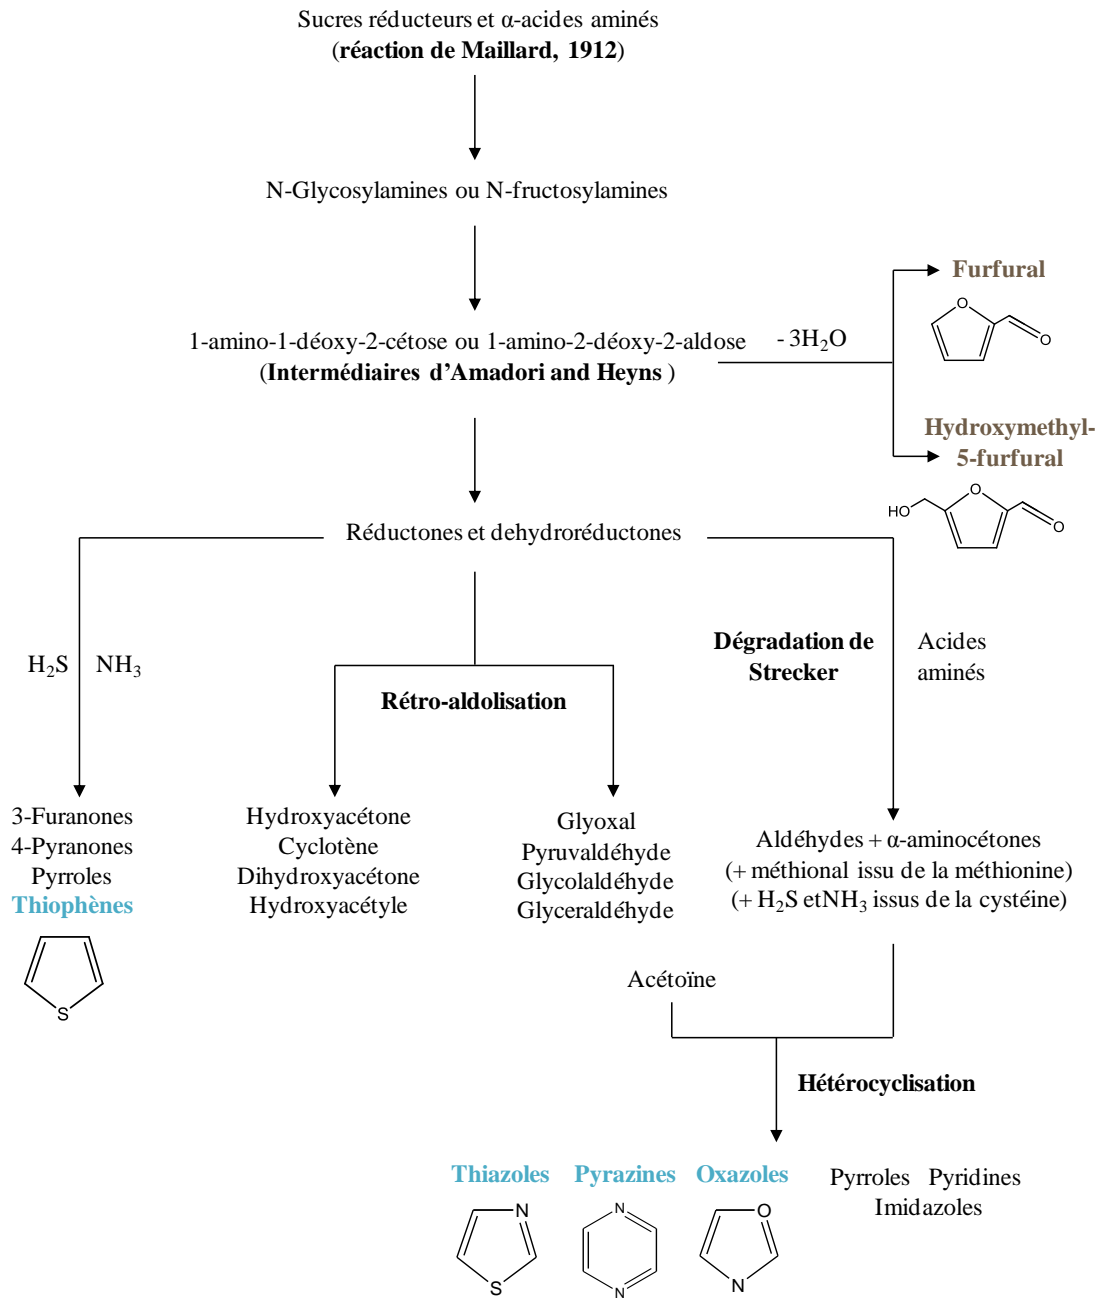 Sucres réducteurs et α-acides aminés
(réaction de Maillard, 1912)
N-Glycosylamines ou N-fructosylamines
1-amino-1-déoxy-2-cétose ou 1-amino-2-déoxy-2-aldose
(Intermédiaires d'Amadori and Heyns )
- 3H₂O
Furfural
O
O
Hydroxymethyl-
5-furfural
HO
O
O
Réductones et dehydroréductones
H₂S
NH₃
Rétro-aldolisation
Dégradation de
Strecker
Acides
aminés
3-Furanones
4-Pyranones
Pyrroles
Thiophènes
S
Hydroxyacétone
Cyclotène
Dihydroxyacétone
Hydroxyacétyle
Glyoxal
Pyruvaldéhyde
Glycolaldéhyde
Glyceraldéhyde
Aldéhydes + α-aminocétones
(+ méthional issu de la méthionine)
(+ H₂S etNH₃ issus de la cystéine)
Acétoïne
Hétérocyclisation
Thiazoles
N
S
Pyrazines
N
N
Oxazoles
O
N
Pyrroles Pyridines
Imidazoles